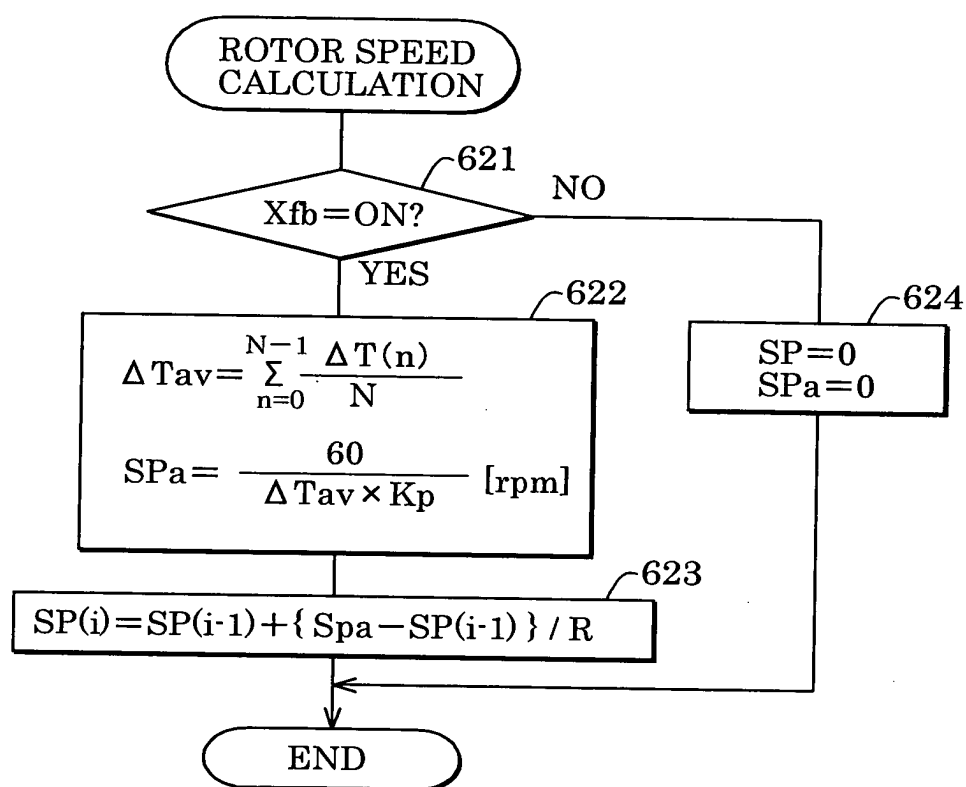 ROTOR SPEED
CALCULATION
621
Xfb=ON?
NO
YES
622
ΔTav= N-1 Σ n=0 ΔT(n) / N
SPa= 60 / ΔTav × Kp [rpm]
624
SP=0
SPa=0
623
SP(i)=SP(i-1)+{Spa-SP(i-1)}/R
END